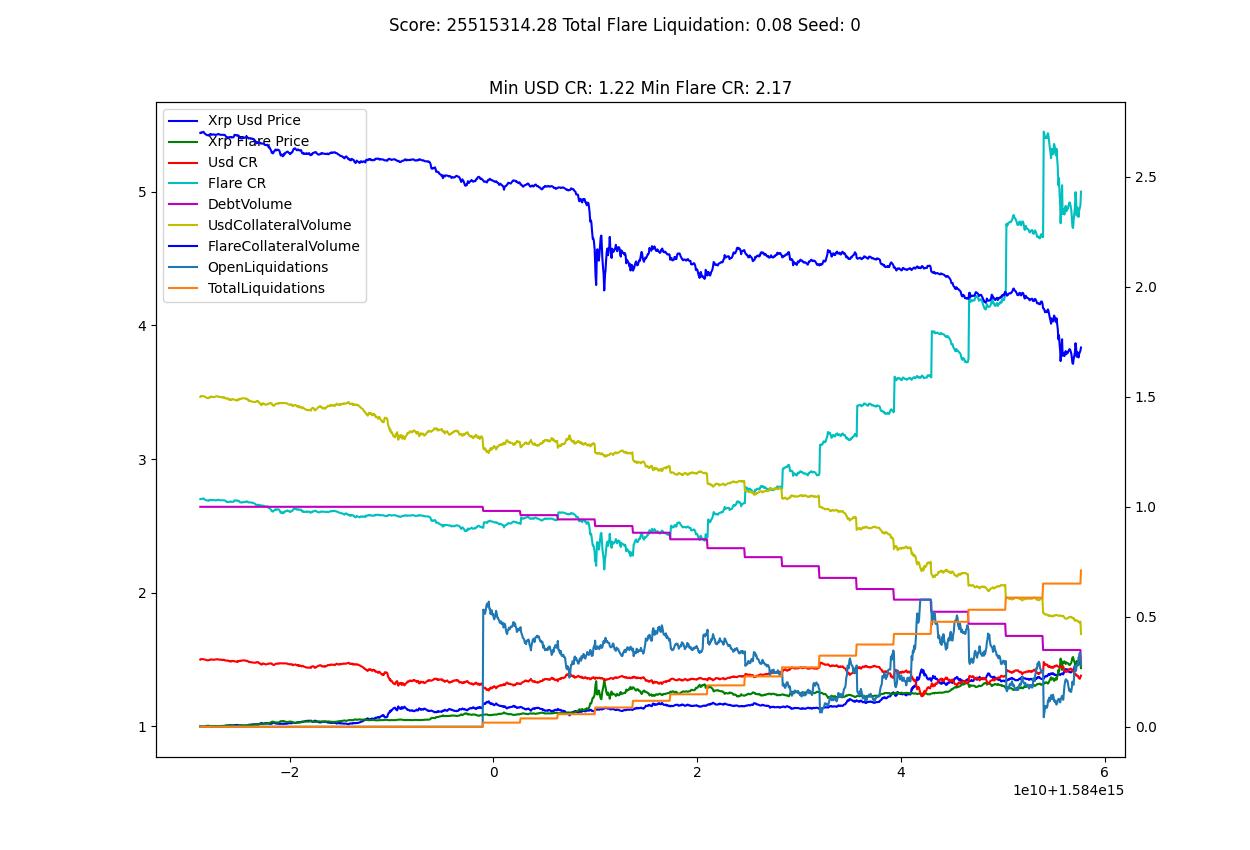 Score: 25515314.28 Total Flare Liquidation: 0.08 Seed: 0
Min USD CR: 1.22 Min Flare CR: 2.17
Xrp Usd Price
Xrp Flare Price
Usd CR
Flare CR
DebtVolume
UsdCollateralVolume
FlareCollateralVolume
OpenLiquidations
TotalLiquidations
5
4
3
2
1
2.5
2.0
1.5
1.0
0.5
0.0
−2 0 2 4 6
1e10+1.584e15